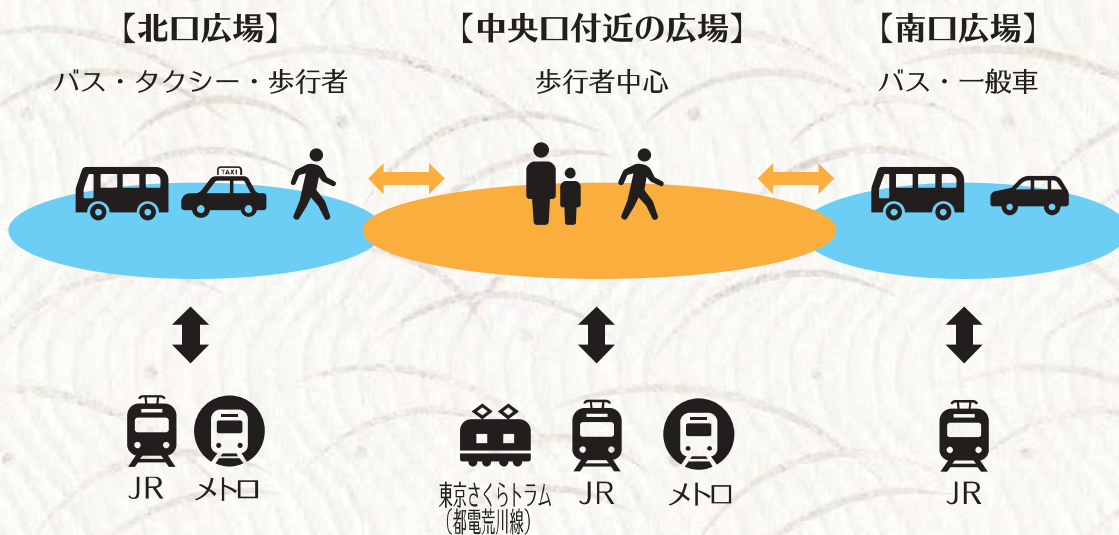 【北口広場】
バス・タクシー・歩行者
【中央口付近の広場】
歩行者中心
【南口広場】
バス・一般車
TAXI
JR
メトロ
東京さくらトラム
（都電荒川線）
JR
メトロ
JR